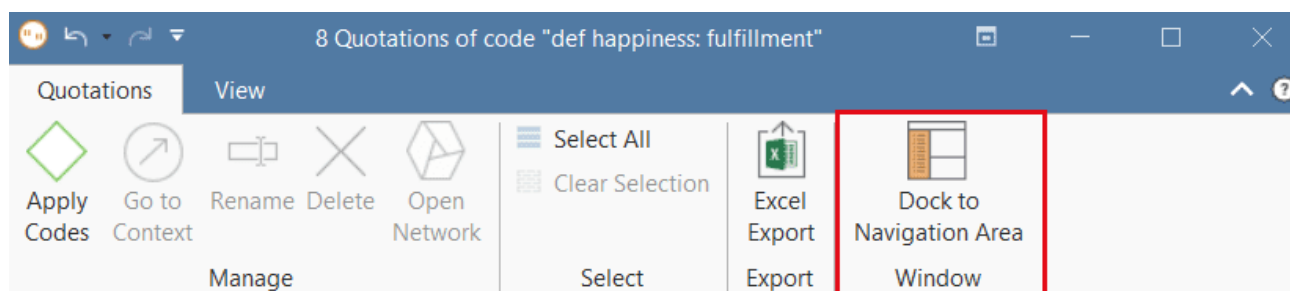 8 Quotations of code "def happiness: fulfillment"
Quotations View
Apply Codes
Go to Context
Rename
Delete
Open Network
Manage
Select All
Clear Selection
Select
Excel Export
Export
Dock to Navigation Area
Window